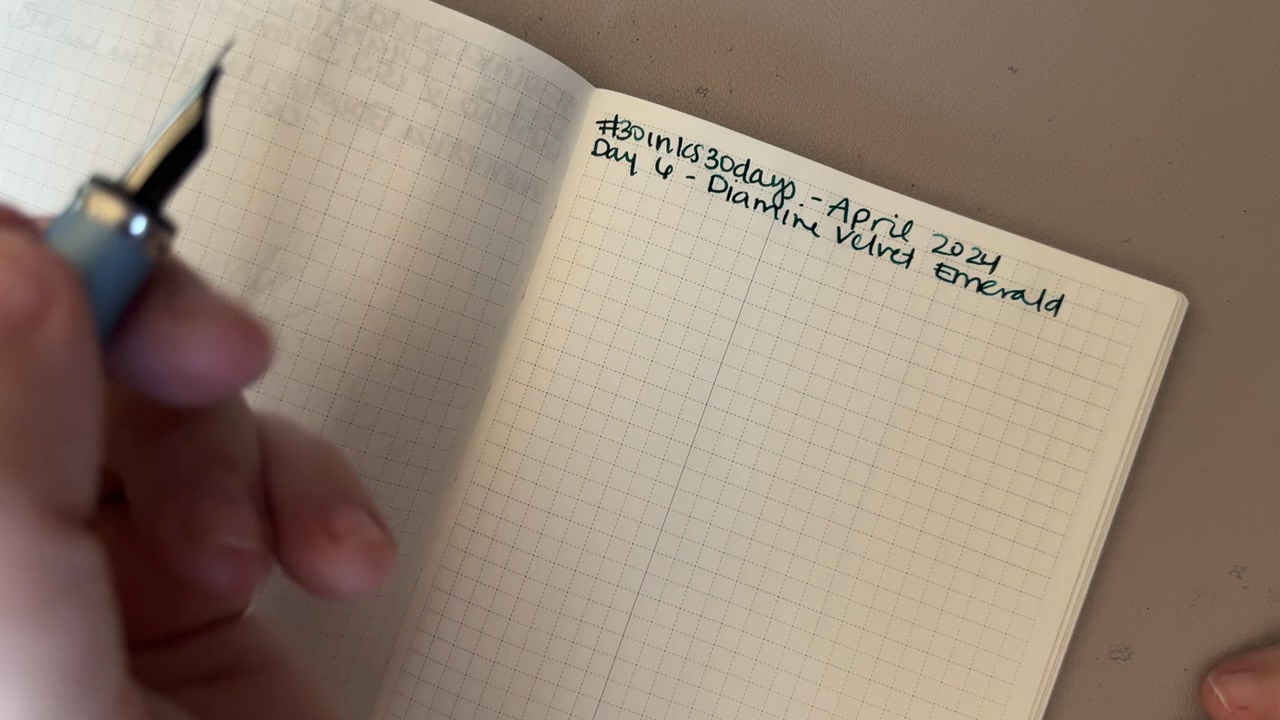 #30inks30days - April 2024
Day 6 - Diamine Velvet Emerald